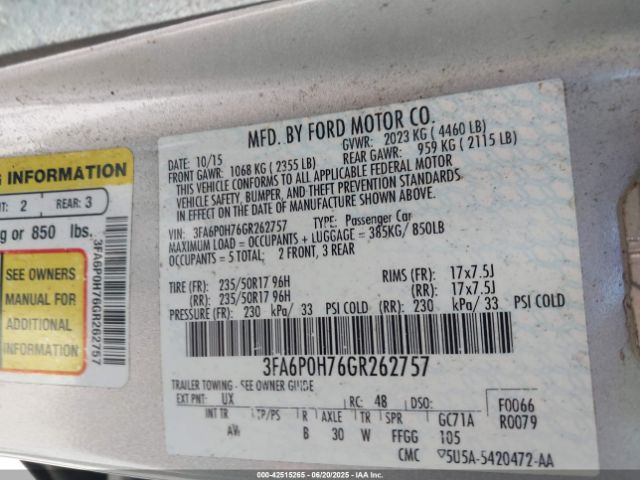 G INFORMATION
NT: 2 REAR: 3
g or 850 lbs.
3FA6P0H76GR262757
SEE OWNERS
MANUAL FOR
ADDITIONAL
INFORMATION
MFD. BY FORD MOTOR CO.
DATE: 10/15 GVWR: 2023 KG ( 4460 LB)
FRONT GAWR: 1068 KG ( 2355 LB) REAR GAWR: 959 KG ( 2115 LB)
THIS VEHICLE CONFORMS TO ALL APPLICABLE FEDERAL MOTOR
VEHICLE SAFETY, BUMPER, AND THEFT PREVENTION STANDARDS
IN EFFECT ON THE DATE OF MANUFACTURE SHOWN ABOVE.
VIN: 3FA6P0H76GR262757 TYPE: Passenger Car
MAXIMUM LOAD = OCCUPANTS + LUGGAGE = 385KG/ 850LB
OCCUPANTS = 5 TOTAL: 2 FRONT, 3 REAR
TIRE (FR): 235/50R17 96H RIMS (FR): 17x7.5J
(RR): 235/50R17 96H (RR): 17x7.5J
PRESSURE (FR): 230 kPa/ 33 PSI COLD (RR): 230 kPa/ 33 PSI COLD
3FA6P0H76GR262757
TRAILER TOWING - SEE OWNER GUIDE
EXT PNT: UX RC: 48 DSO: F0066
INT TR TP/PS R AXLE TR SPR GC71A R0079
AW B 30 W FFGG 105
CMC ▽5U5A-5420472-AA
© 000-42515265 - 06/20/2025 - IAAI.COM